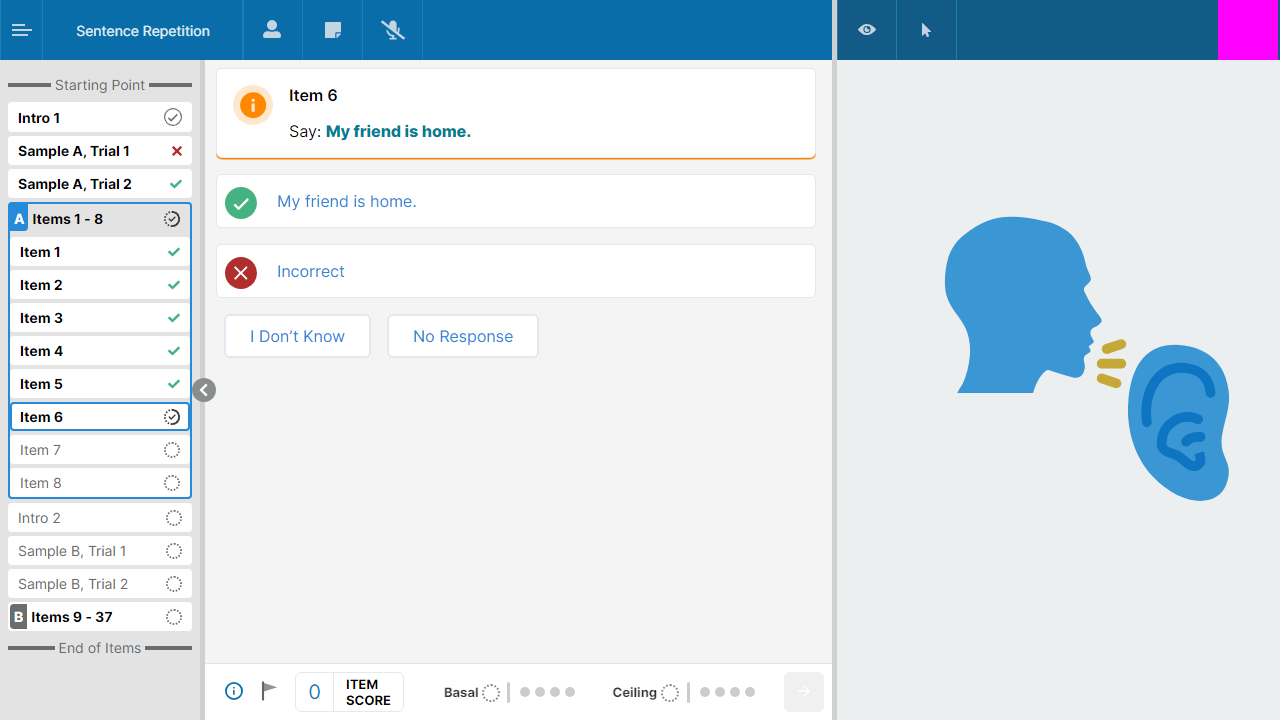 Sentence Repetition
Starting Point
Intro 1
Sample A, Trial 1
Sample A, Trial 2
A Items 1 - 8
Item 1
Item 2
Item 3
Item 4
Item 5
Item 6
Item 7
Item 8
Intro 2
Sample B, Trial 1
Sample B, Trial 2
B Items 9 - 37
End of Items
Item 6
Say: My friend is home.
My friend is home.
Incorrect
I Don’t Know
No Response
0 ITEM
SCORE
Basal
Ceiling